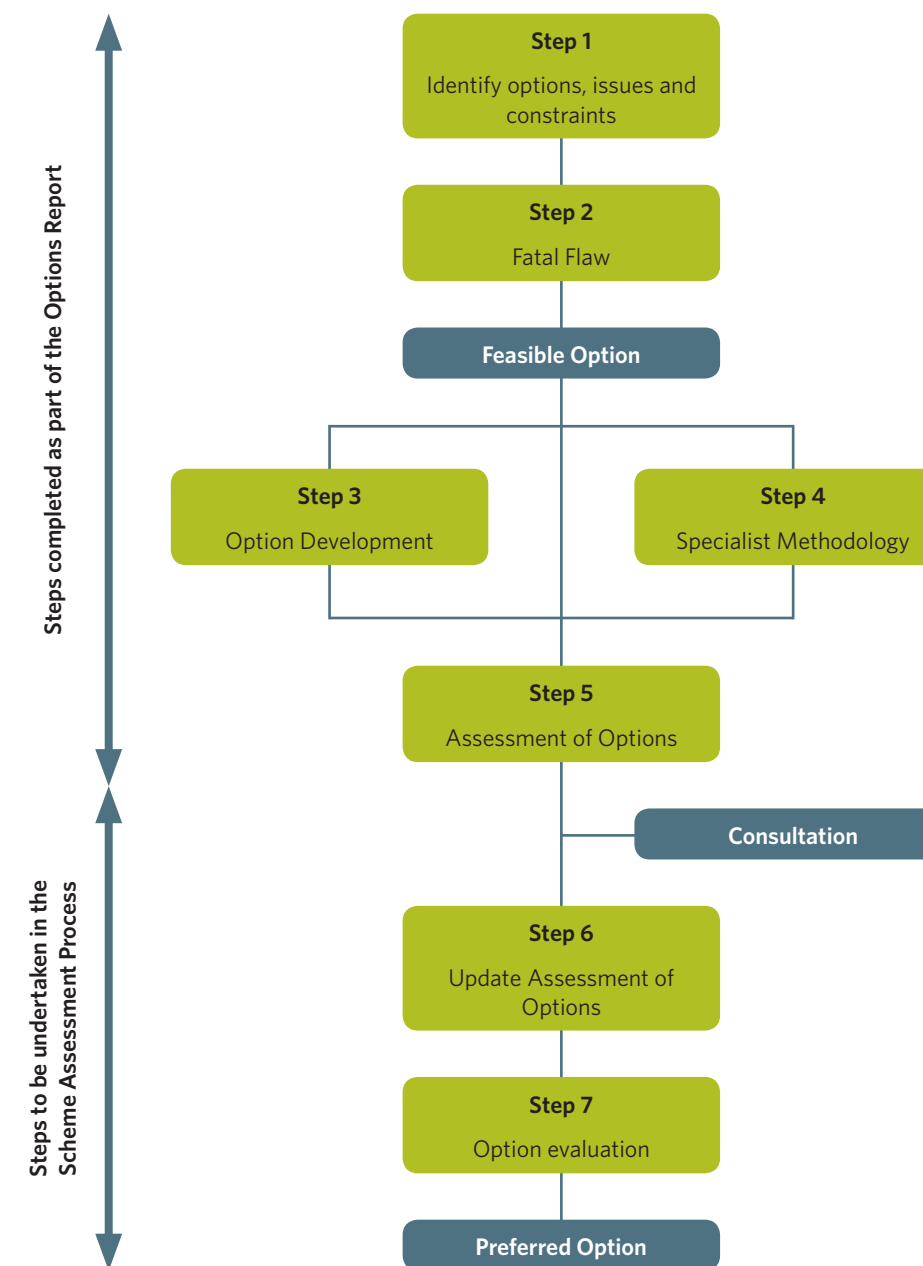 Steps completed as part of the Options Report
Step 1
Identify options, issues and
constraints
Step 2
Fatal Flaw
Feasible Option
Step 3
Option Development
Step 4
Specialist Methodology
Step 5
Assessment of Options
Steps to be undertaken in the
Scheme Assessment Process
Consultation
Step 6
Update Assessment of
Options
Step 7
Option evaluation
Preferred Option